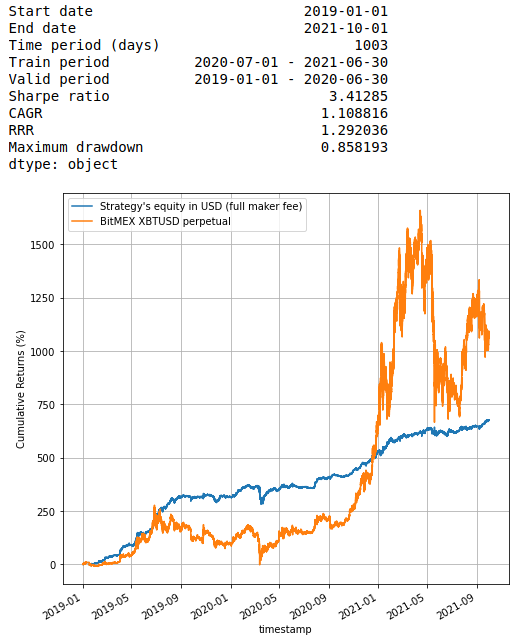 Start date 2019-01-01
End date 2021-10-01
Time period (days) 1003
Train period 2020-07-01 - 2021-06-30
Valid period 2019-01-01 - 2020-06-30
Sharpe ratio 3.41285
CAGR 1.108816
RRR 1.292036
Maximum drawdown 0.858193
dtype: object
Strategy's equity in USD (full maker fee)
BitMEX XBTUSD perpetual
Cumulative Returns (%)
1500
1250
1000
750
500
250
0
2019-01
2019-05
2019-09
2020-01
2020-05
2020-09
2021-01
2021-05
2021-09
timestamp